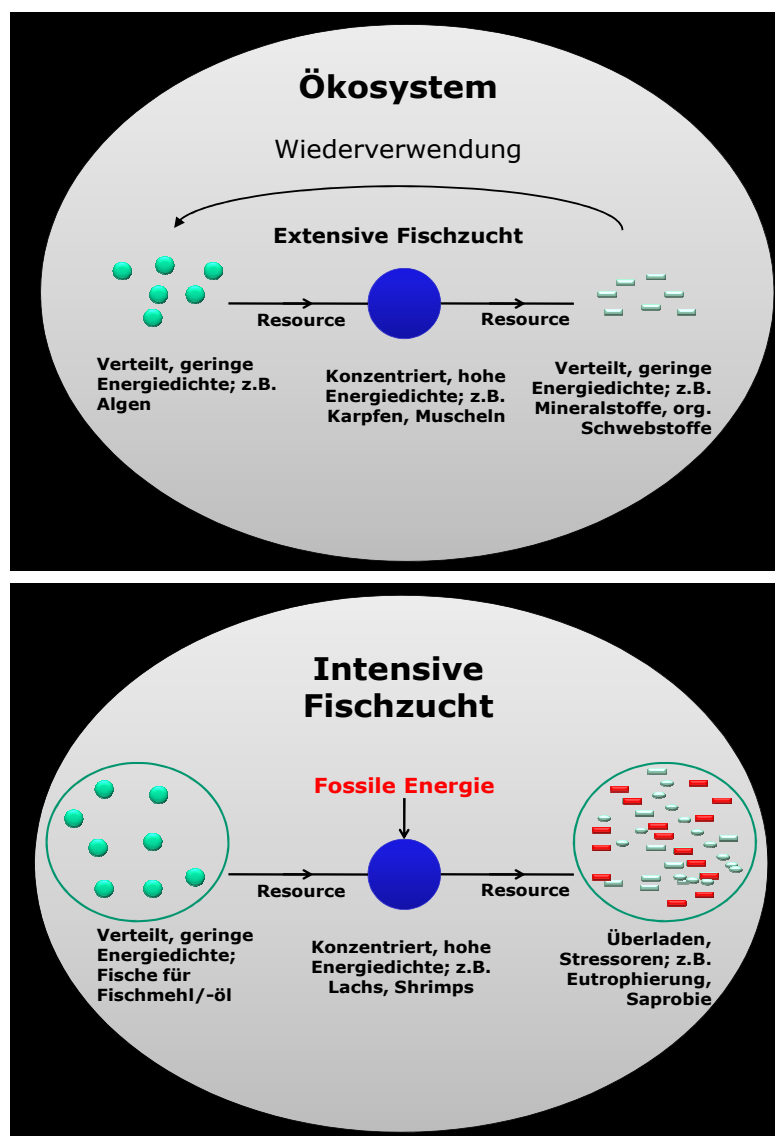 Ökosystem
Wiederverwendung
Extensive Fischzucht
Resource
Resource
Verteilt, geringe
Energiedichte; z.B.
Algen
Konzentriert, hohe
Energiedichte; z.B.
Karpfen, Muscheln
Verteilt, geringe
Energiedichte; z.B.
Mineralstoffe, org.
Schwebstoffe
Intensive
Fischzucht
Fossile Energie
Resource
Resource
Verteilt, geringe
Energiedichte;
Fische für
Fischmehl/-öl
Konzentriert, hohe
Energiedichte; z.B.
Lachs, Shrimps
Überladen,
Stressoren; z.B.
Eutrophierung,
Saprobie